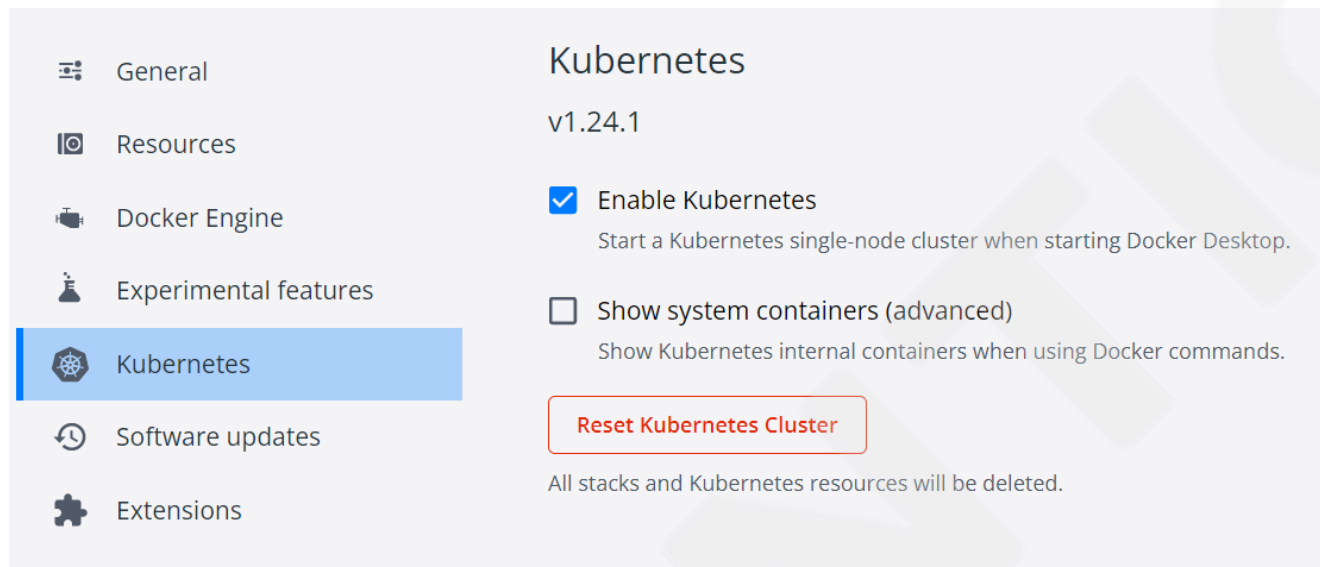 General
Resources
Docker Engine
Experimental features
Kubernetes
Software updates
Extensions
Kubernetes
v1.24.1
Enable Kubernetes
Start a Kubernetes single-node cluster when starting Docker Desktop.
Show system containers (advanced)
Show Kubernetes internal containers when using Docker commands.
Reset Kubernetes Cluster
All stacks and Kubernetes resources will be deleted.